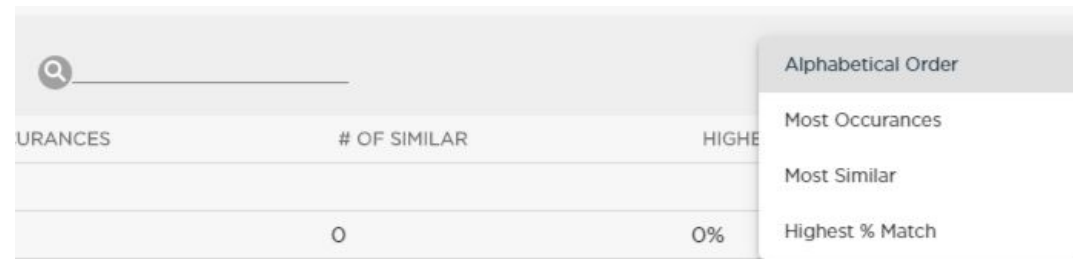 Alphabetical Order
Most Occurances
URANCES # OF SIMILAR HIGHE
Most Similar
0 0% Highest % Match